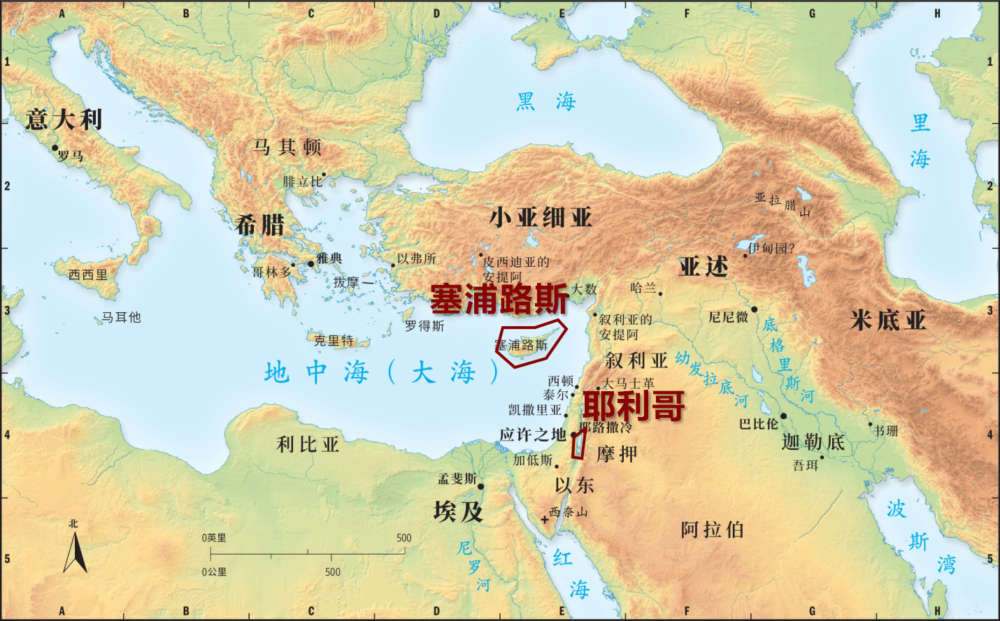 A B C D E F G H
1 1
黑海
意大利
里海
罗马
马其顿
腓立比
2 2
亚拉腊山
小亚细亚
希腊
伊甸园?
雅典
以弗所
皮西迪亚的
安提阿
亚述
哥林多
西西里
拔摩一
塞浦路斯
大数
哈兰
3 3
马耳他
罗得斯
尼尼微
米底亚
叙利亚的
安提阿
底格里斯河
克里特
塞浦路斯
叙利亚
幼发拉底河
地中海(大海)
西顿
大马士革
泰尔
耶利哥
凯撒里亚
巴比伦
耶路撒冷
书珊
4 4
应许之地
利比亚
迦勒底
摩押
加低斯
吾珥
孟斐斯
以东
埃及
西奈山
波斯湾
北
阿拉伯
0英里 500
尼罗河
红海
5 5
0公里 500
A B C D E F G H